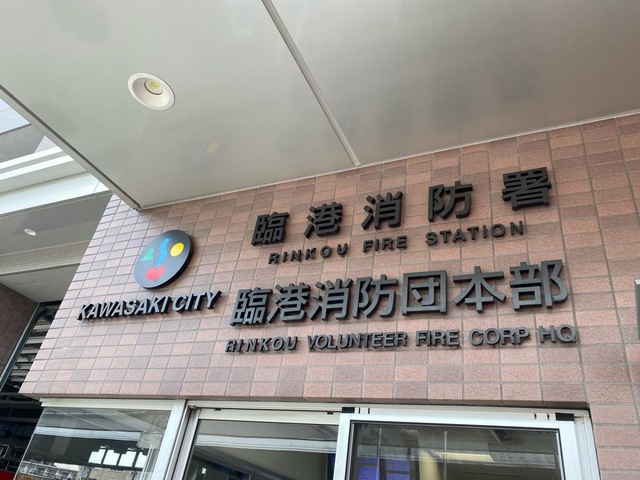 臨港消防署
RINKOU FIRE STATION
KAWASAKI CITY
臨港消防団本部
RINKOU VOLUNTEER FIRE CORP HQ